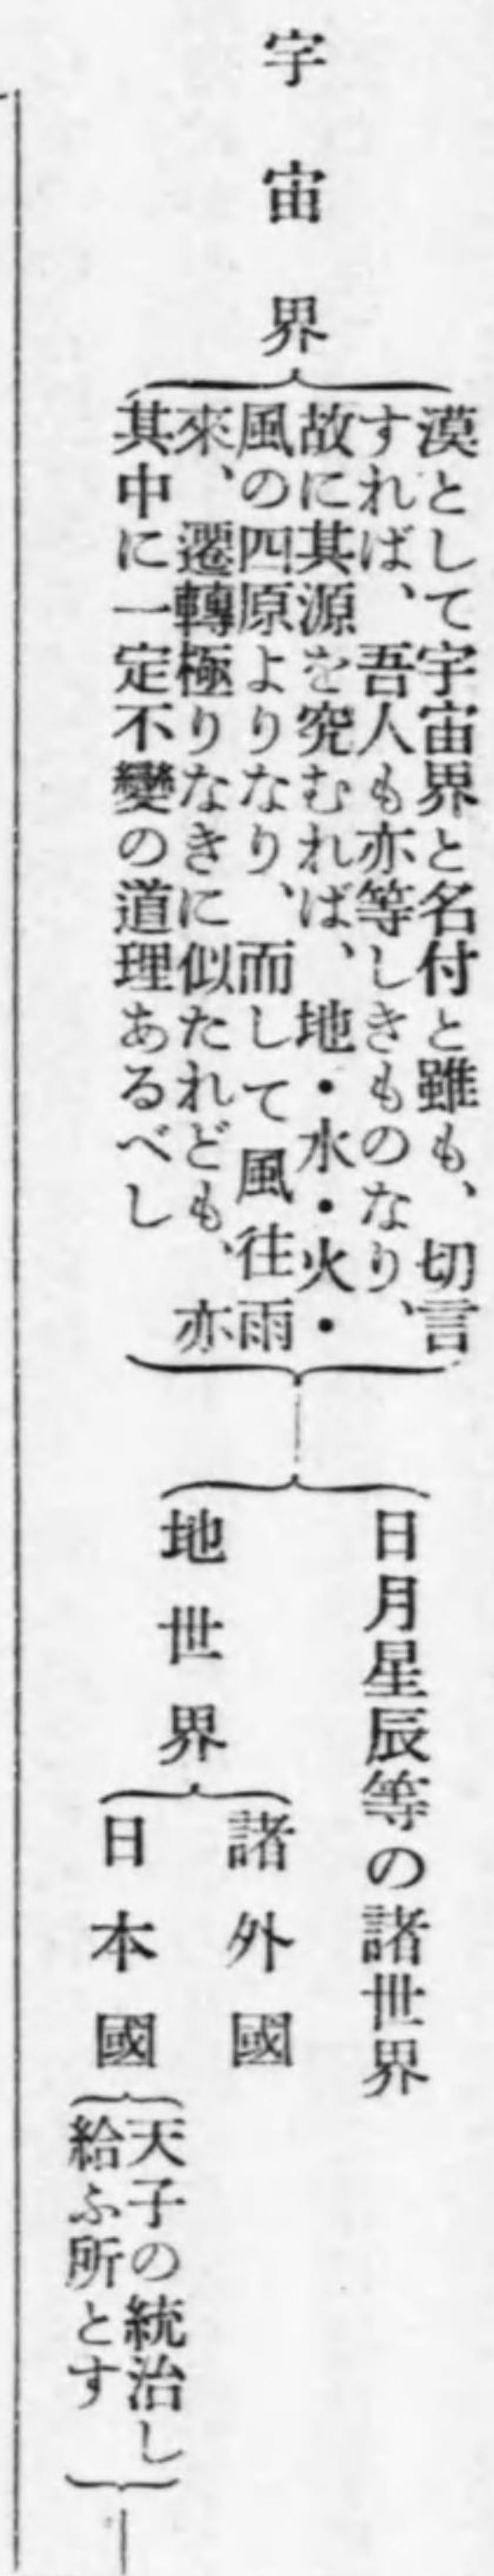 宇宙界
漠として宇宙界と名付と雖も、切言
すれば、吾人も亦等しきものなり、
故に其源を究むれば、地・水・火・
風の四原よりなり、而して風往雨
來、遷轉極りなきに似たれども、亦
其中に一定不變の道理あるべし
日月星辰等の諸世界
地世界
諸外國
日本國
天子の統治し
給ふ所とす